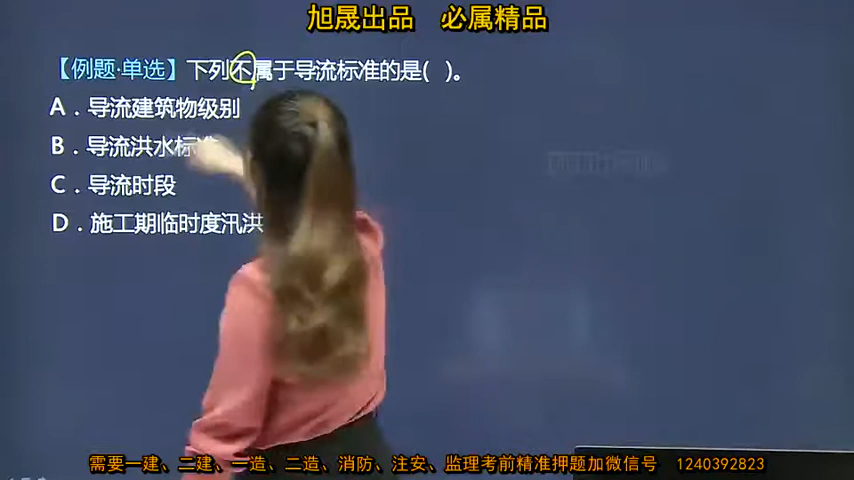 旭晟出品 必属精品
【例题·单选】下列不属于导流标准的是( )。
A．导流建筑物级别
B．导流洪水标准
C．导流时段
D．施工期临时度汛洪
需要一建、二建、一造、二造、消防、注安、监理考前精准押题加微信号 1240392823